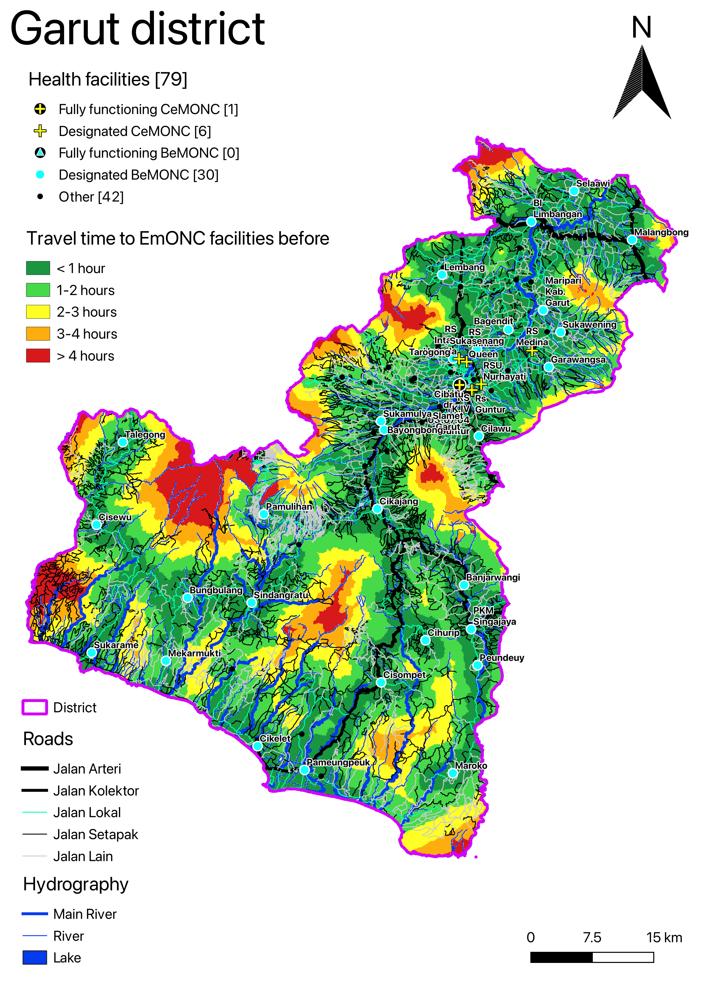 Garut district
N
Health facilities [79]
Fully functioning CeMONC [1]
Designated CeMONC [6]
Fully functioning BeMONC [0]
Designated BeMONC [30]
Other [42]
Travel time to EmONC facilities before
< 1 hour
1-2 hours
2-3 hours
3-4 hours
> 4 hours
Selaawi
Bl
Limbangan
Malangbong
Lembang
Maripari
Kab.
Garut
Bagendit
Sukawening
RS
RS
RS
Sukasenang
Medina
Tarogong
Queen
Garawangsa
RSU
Nurhayati
Cibatu
RS
Rs
dr.
Guntur
Sukamulya
Slamet
Garut
Bayongbong
Cilawu
Talegong
Cikajang
Pamulihan
Cisewu
Banjarwangi
Bungbulang
Sindangratu
PKM
Singajaya
Cihurip
Sukarame
Mekarmukti
Peundeuy
Cisompet
Cikelet
Pameungpeuk
Maroko
District
Roads
Jalan Arteri
Jalan Kolektor
Jalan Lokal
Jalan Setapak
Jalan Lain
Hydrography
Main River
River
Lake
0 7.5 15 km